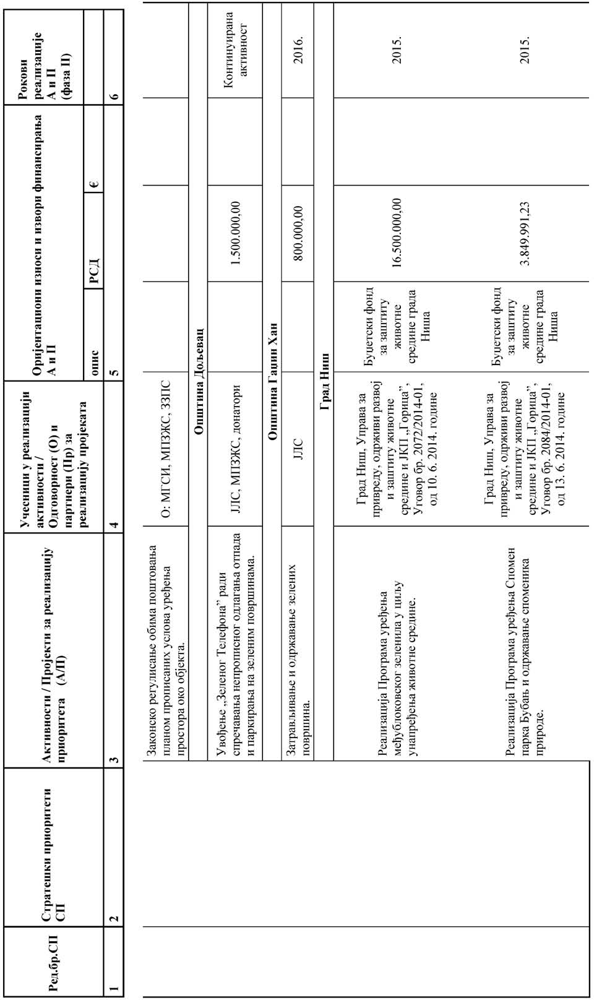 Ред.бр.СП
Стратешки приоритети
СП
Активности / Пројекти за реализацију
приоритета (А/П)
Учесници у реализацији
активности /
Одговорност (О) и
партнери (Пр) за
реализацију пројеката
Оријентациони износи и извори финансирања
А и П
опис
РСД
€
Рокови
реализације
А и П
(фаза II)
1
2
3
4
5
6
Законско регулисање обима поштовања
планом прописаних услова уређења
простора око објекта.
О: МГСИ, МПЗЖС, ЗЗПС
Општина Дољевац
Увођење „Зеленог Телефона” ради
спречавања непрописног одлагања отпада
и паркирања на зеленим површинама.
ЈЛС, МПЗЖС, донатори
1.500.000,00
Континуирана
активност
Општина Гаџин Хан
Затрављивање и одржавање зелених
површина.
ЈЛС
800.000,00
2016.
Град Ниш
Реализација Програма уређења
међублоковског зеленила у циљу
унапређења животне средине.
Град Ниш, Управа за
привреду, одрживи развој
и заштиту животне
средине и ЈКП „Горица”,
Уговор бр. 2072/2014-01,
од 10. 6. 2014. године
Буџетски фонд
за заштиту
животне
средине града
Ниша
16.500.000,00
2015.
Реализација Програма уређења Спомен
парка Бубањ и одржавање споменика
природе.
Град Ниш, Управа за
привреду, одрживи развој
и заштиту животне
средине и ЈКП „Горица”,
Уговор бр. 2084/2014-01,
од 13. 6. 2014. године
Буџетски фонд
за заштиту
животне
средине града
Ниша
3.849.991,23
2015.